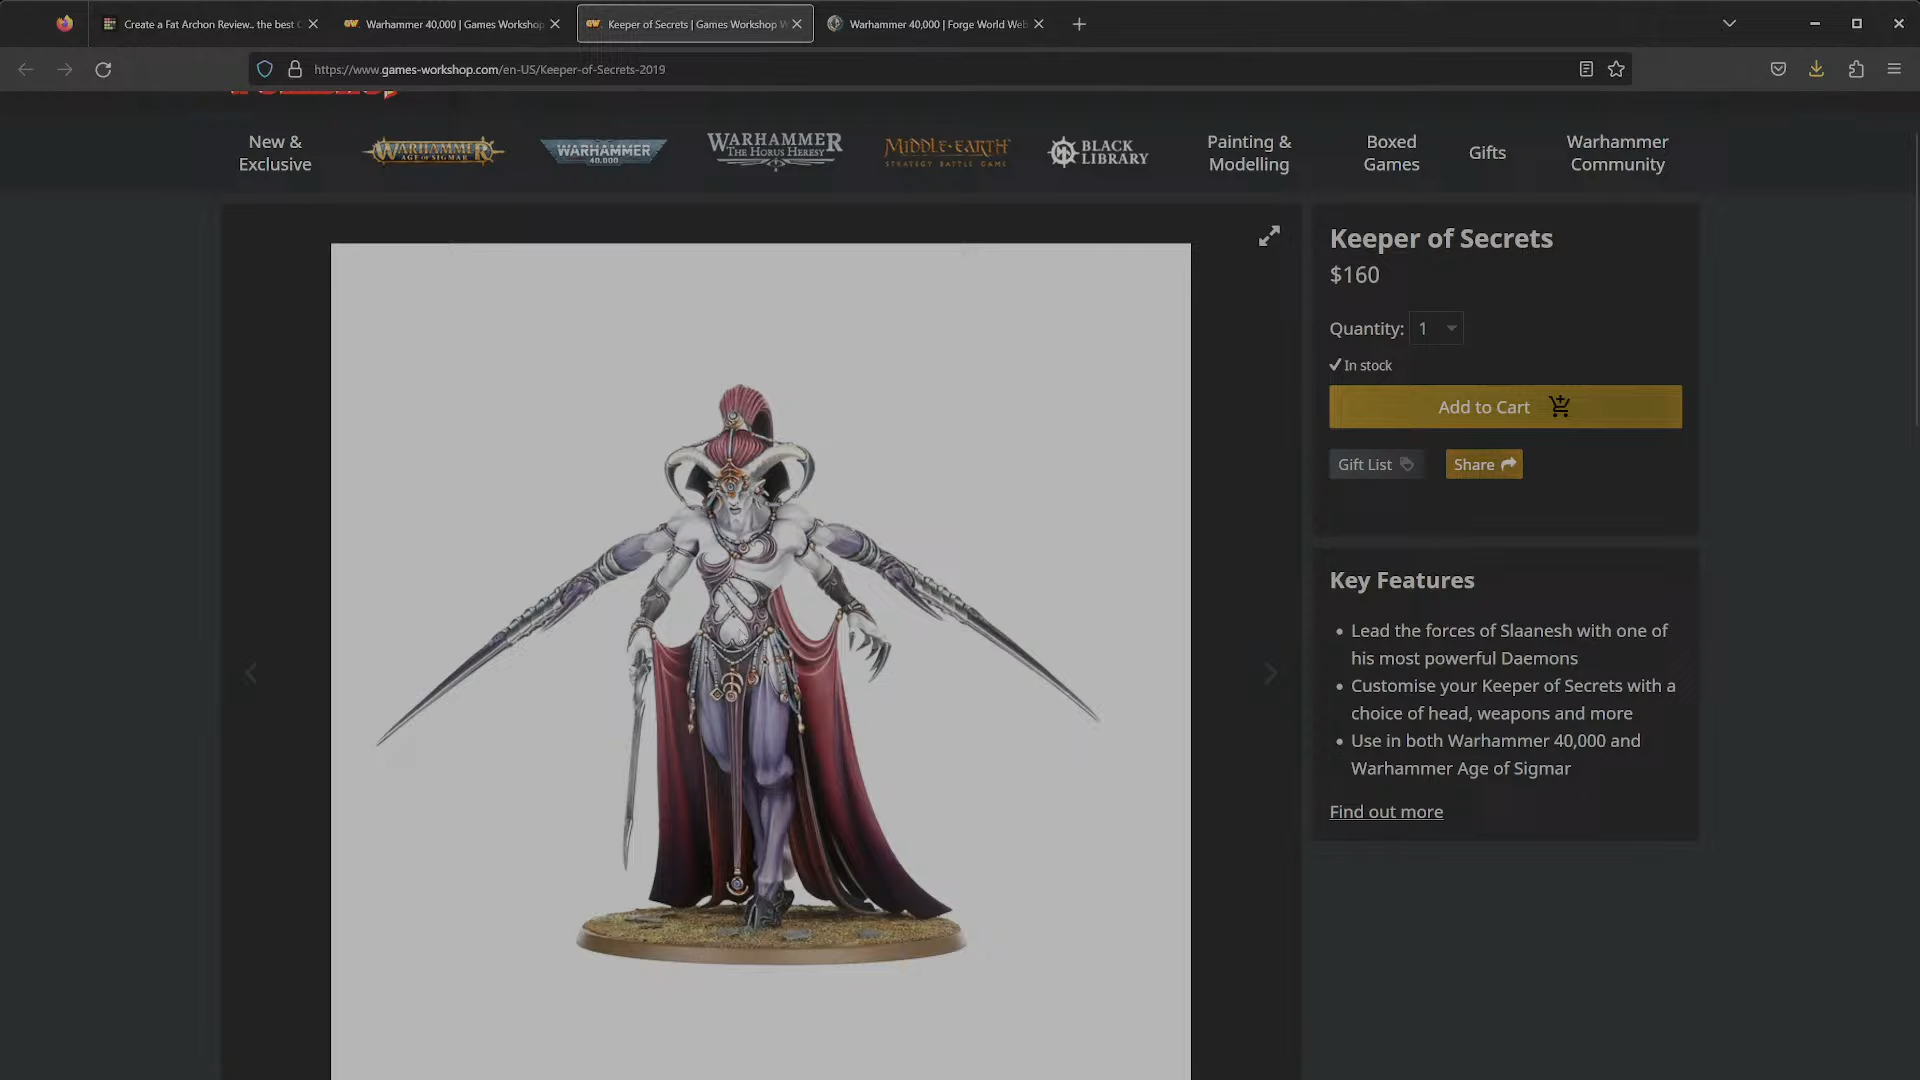 Create a Fat Archon Review.. the best
Warhammer 40,000 | Games Workshop
Keeper of Secrets | Games Workshop W
Warhammer 40,000 | Forge World Web
https://www.games-workshop.com/en-US/Keeper-of-Secrets-2019
New &
Exclusive
WARHAMMER
AGE OF SIGMAR
WARHAMMER
40,000
WARHAMMER
THE HORUS HERESY
MIDDLE-EARTH
STRATEGY BATTLE GAME
BLACK
LIBRARY
Painting &
Modelling
Boxed
Games
Gifts
Warhammer
Community
Keeper of Secrets
$160
Quantity: 1
In stock
Add to Cart
Gift List
Share
Key Features
• Lead the forces of Slaanesh with one of
his most powerful Daemons
• Customise your Keeper of Secrets with a
choice of head, weapons and more
• Use in both Warhammer 40,000 and
Warhammer Age of Sigmar
Find out more